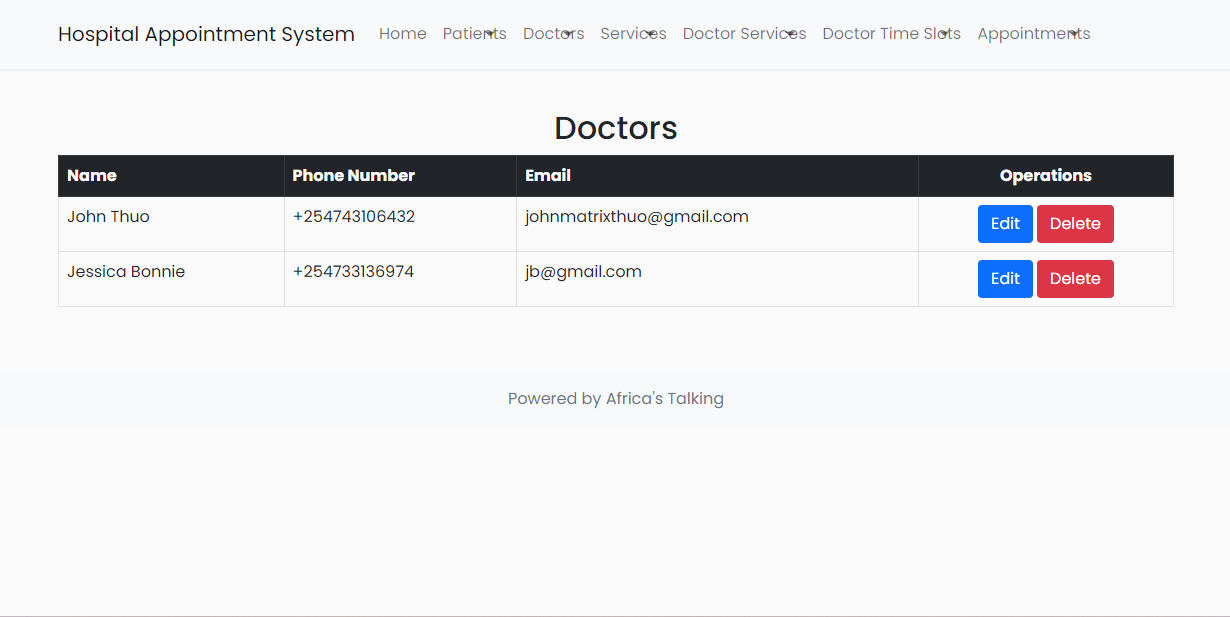 Hospital Appointment System Home Patients Doctors Services Doctor Services Doctor Time Slots Appointments
Doctors
Name Phone Number Email Operations
John Thuo +254743106432 johnmatrixthuo@gmail.com Edit Delete
Jessica Bonnie +254733136974 jb@gmail.com Edit Delete
Powered by Africa's Talking